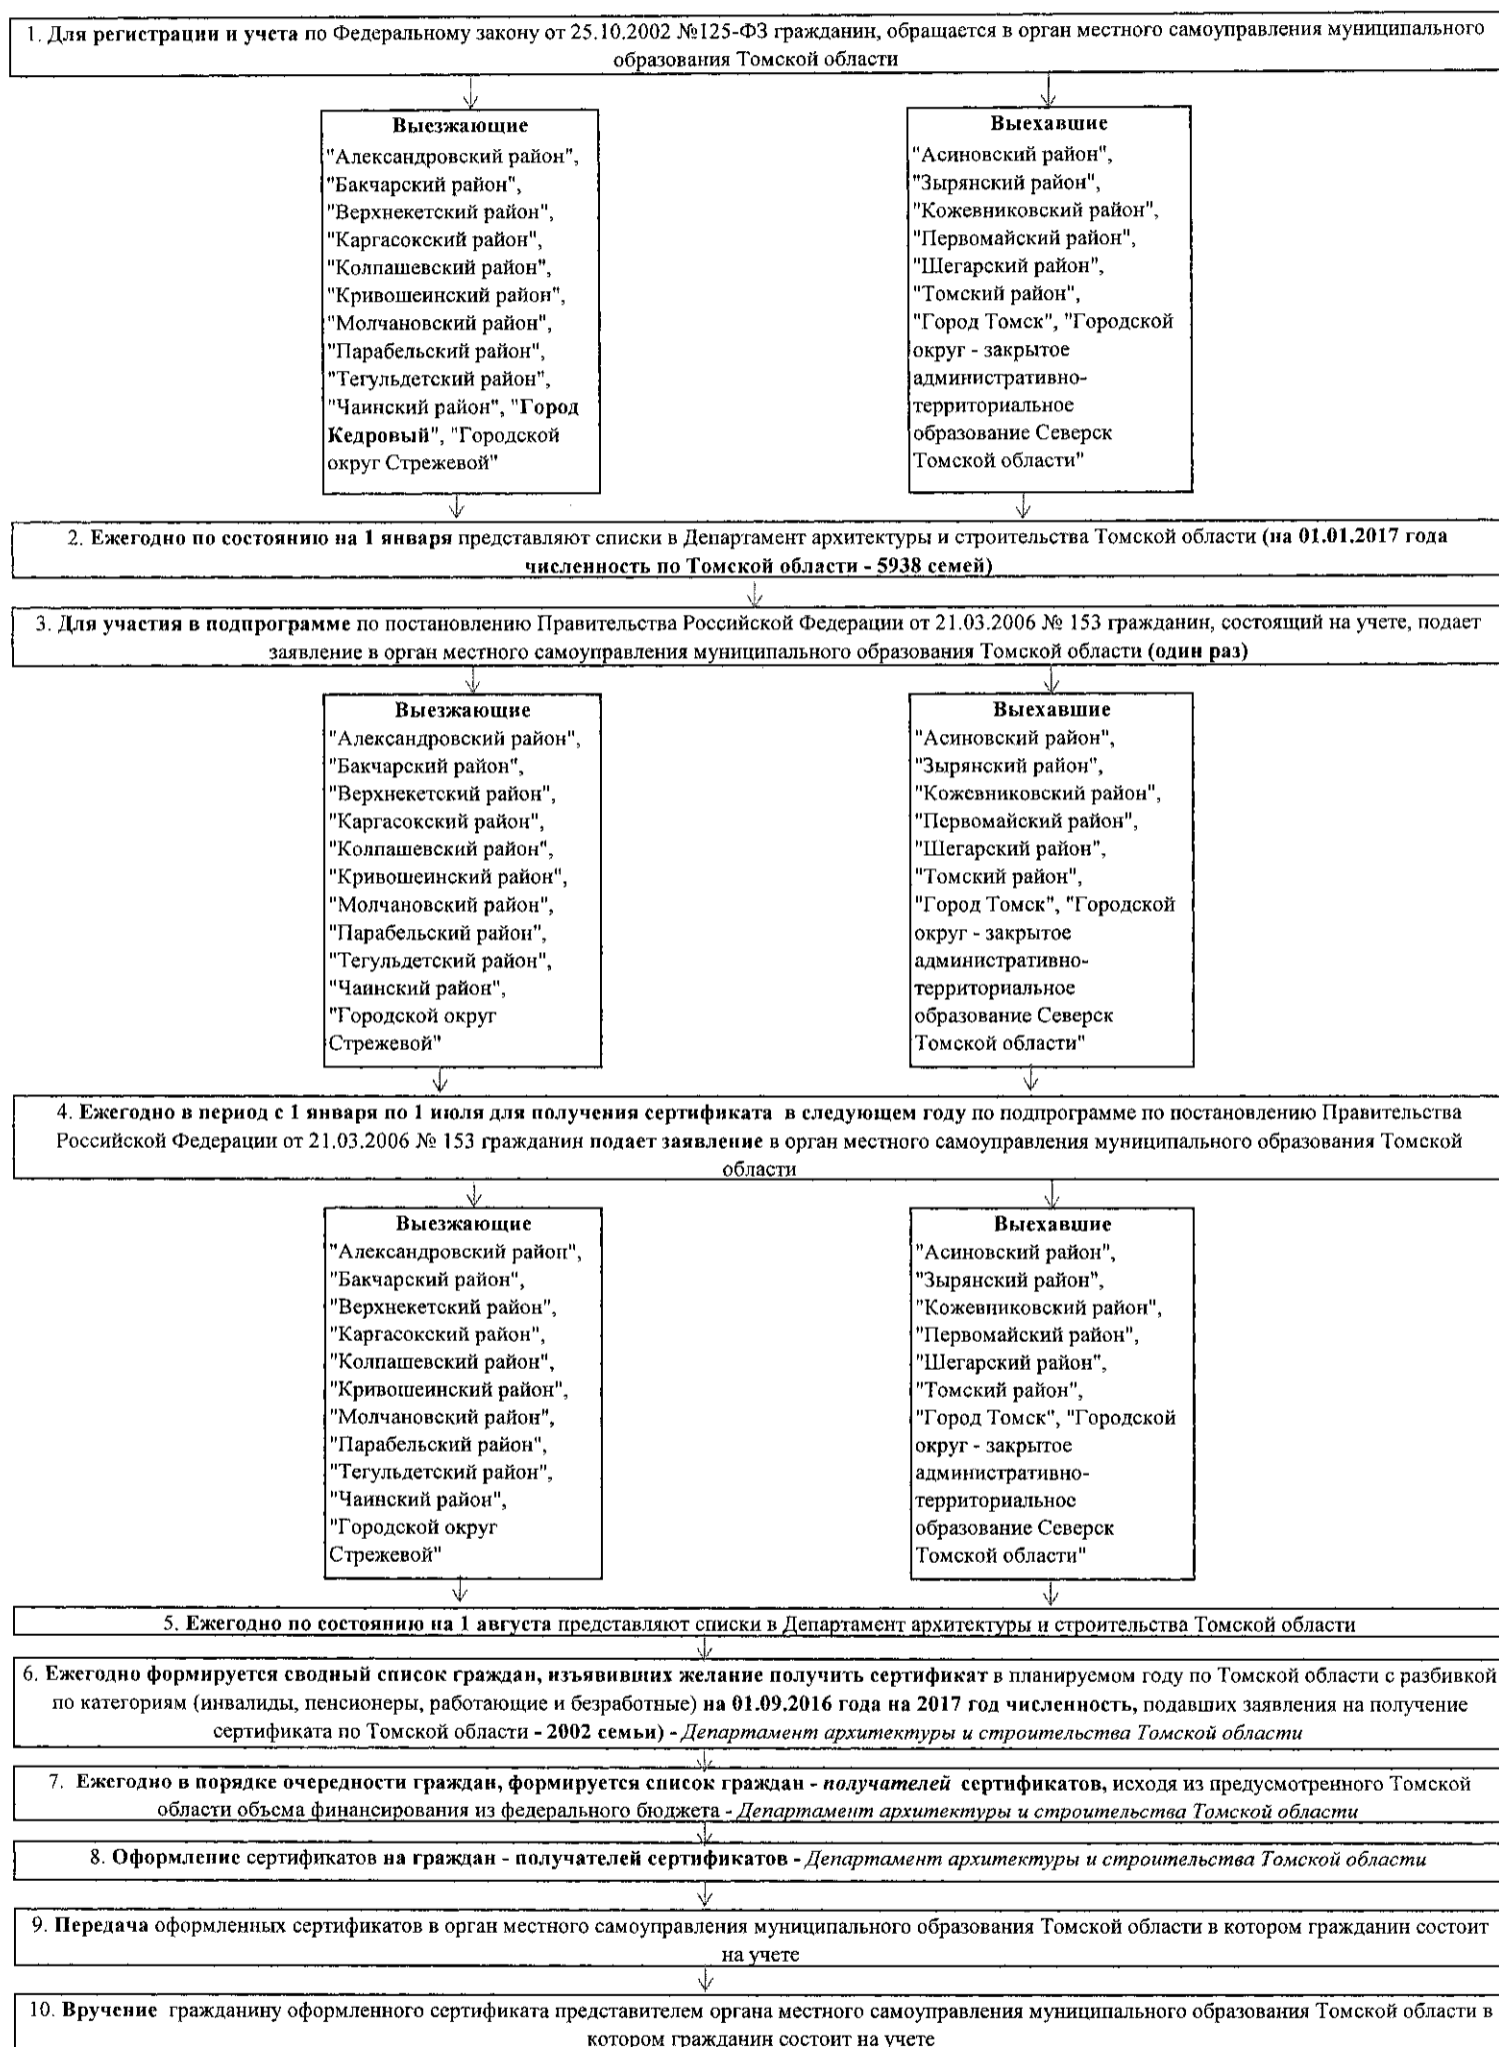 1. Для регистрации и учета по Федеральному закону от 25.10.2002 №125-ФЗ гражданин, обращается в орган местного самоуправления муниципального
образования Томской области
Выезжающие
"Александровский район",
"Бакчарский район",
"Верхнекетский район",
"Каргасокский район",
"Колпашевский район",
"Кривошеинский район",
"Молчановский район",
"Парабельский район",
"Тегульдетский район",
"Чаинский район", "Город
Кедровый", "Городской
округ Стрежевой"
Выехавшие
"Асиновский район",
"Зырянский район",
"Кожевниковский район",
"Первомайский район",
"Шегарский район",
"Томский район",
"Город Томск", "Городской
округ - закрытое
административно-
территориальное
образование Северск
Томской области"
2. Ежегодно по состоянию на 1 января представляют списки в Департамент архитектуры и строительства Томской области (на 01.01.2017 года
численность по Томской области - 5938 семей)
3. Для участия в подпрограмме по постановлению Правительства Российской Федерации от 21.03.2006 № 153 гражданин, состоящий на учете, подает
заявление в орган местного самоуправления муниципального образования Томской области (один раз)
Выезжающие
"Александровский район",
"Бакчарский район",
"Верхнекетский район",
"Каргасокский район",
"Колпашевский район",
"Кривошеинский район",
"Молчановский район",
"Парабельский район",
"Тегульдетский район",
"Чаинский район",
"Городской округ
Стрежевой"
Выехавшие
"Асиновский район",
"Зырянский район",
"Кожевниковский район",
"Первомайский район",
"Шегарский район",
"Томский район",
"Город Томск", "Городской
округ - закрытое
административно-
территориальное
образование Северск
Томской области"
4. Ежегодно в период с 1 января по 1 июля для получения сертификата в следующем году по подпрограмме по постановлению Правительства
Российской Федерации от 21.03.2006 № 153 гражданин подает заявление в орган местного самоуправления муниципального образования Томской
области
Выезжающие
"Александровский район",
"Бакчарский район",
"Верхнекетский район",
"Каргасокский район",
"Колпашевский район",
"Кривошеинский район",
"Молчановский район",
"Парабельский район",
"Тегульдетский район",
"Чаинский район",
"Городской округ
Стрежевой"
Выехавшие
"Асиновский район",
"Зырянский район",
"Кожевниковский район",
"Первомайский район",
"Шегарский район",
"Томский район",
"Город Томск", "Городской
округ - закрытое
административно-
территориальное
образование Северск
Томской области"
5. Ежегодно по состоянию на 1 августа представляют списки в Департамент архитектуры и строительства Томской области
6. Ежегодно формируется сводный список граждан, изъявивших желание получить сертификат в планируемом году по Томской области с разбивкой
по категориям (инвалиды, пенсионеры, работающие и безработные) на 01.09.2016 года на 2017 год численность, подавших заявления на получение
сертификата по Томской области - 2002 семьи) - Департамент архитектуры и строительства Томской области
7. Ежегодно в порядке очередности граждан, формируется список граждан - получателей сертификатов, исходя из предусмотренного Томской
области объема финансирования из федерального бюджета - Департамент архитектуры и строительства Томской области
8. Оформление сертификатов на граждан - получателей сертификатов - Департамент архитектуры и строительства Томской области
9. Передача оформленных сертификатов в орган местного самоуправления муниципального образования Томской области в котором гражданин состоит
на учете
10. Вручение гражданину оформленного сертификата представителем органа местного самоуправления муниципального образования Томской области в
котором гражданин состоит на учете